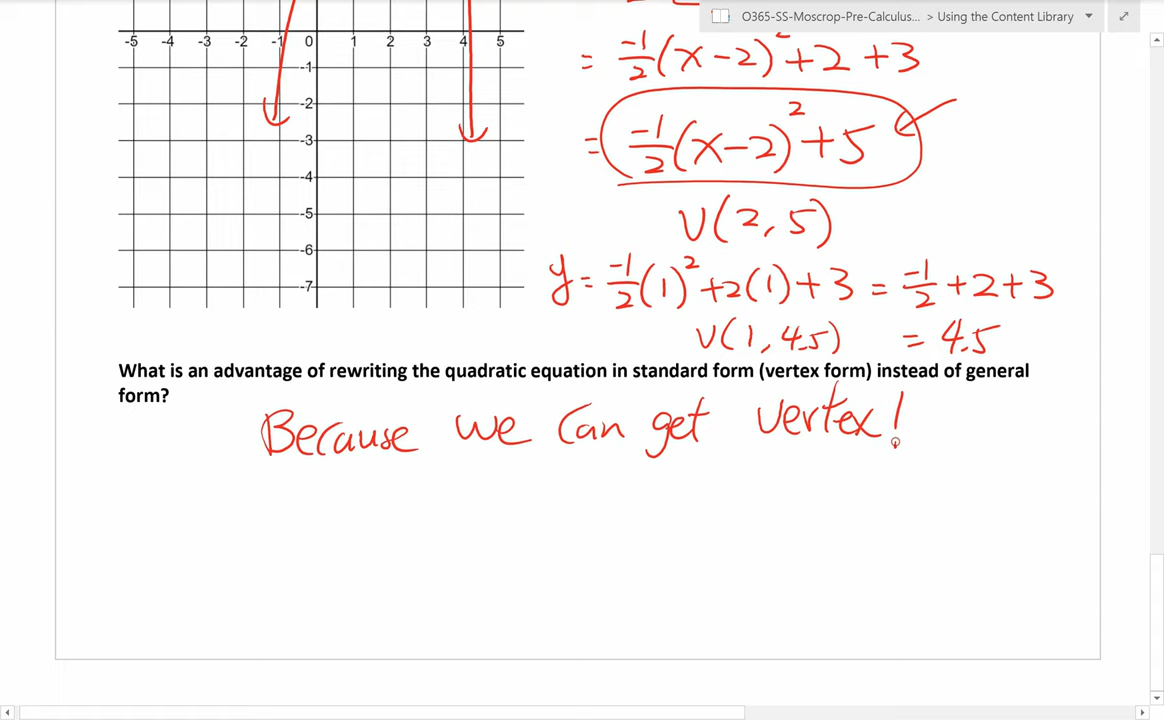 O365-SS-Moscrop-Pre-Calculus... > Using the Content Library
-5 -4 -3 -2 -1 0 1 2 3 4 5
-1
-2
-3
-4
-5
-6
-7
= -1/2(x-2)²+2+3
= -1/2(x-2)²+5
V(2,5)
y = -1/2(1)²+2(1)+3 = -1/2+2+3
V(1,4.5) = 4.5
What is an advantage of rewriting the quadratic equation in standard form (vertex form) instead of general
form?
Because we can get vertex!